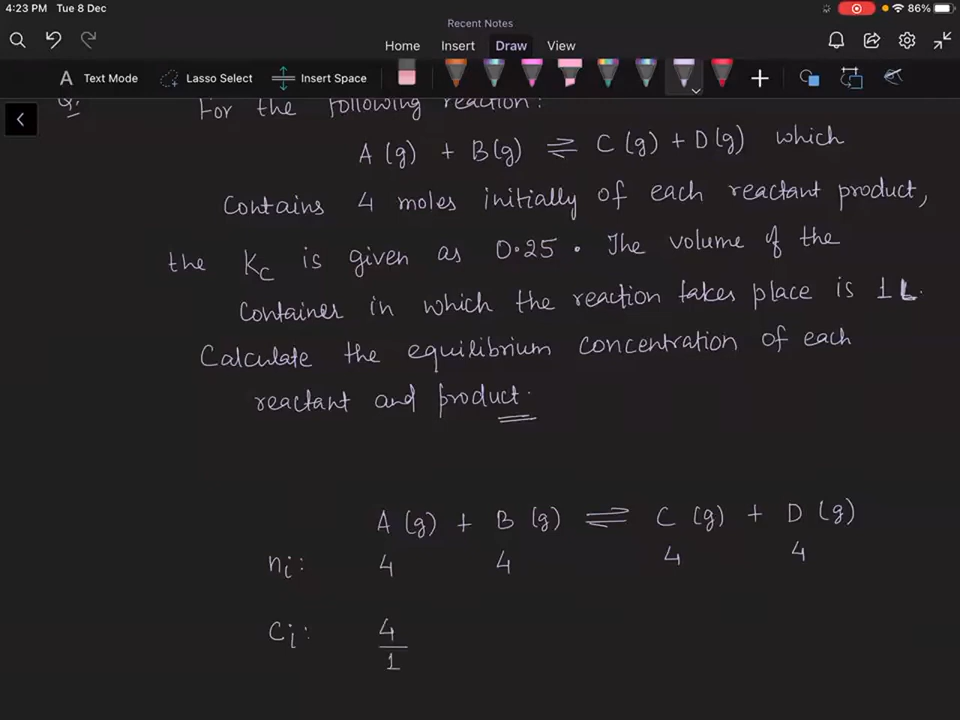 4:23 PM Tue 8 Dec
86%
Recent Notes
Home Insert Draw View
A Text Mode Lasso Select Insert Space
Q. For the following reaction:
A (g) + B(g) ⇌ C (g) + D(g) which
contains 4 moles initially of each reactant product,
the KC is given as 0.25. The volume of the
container in which the reaction takes place is 1L.
Calculate the equilibrium concentration of each
reactant and product.
A (g) + B (g) ⇌ C (g) + D (g)
ni: 4 4 4 4
Ci: 4/1